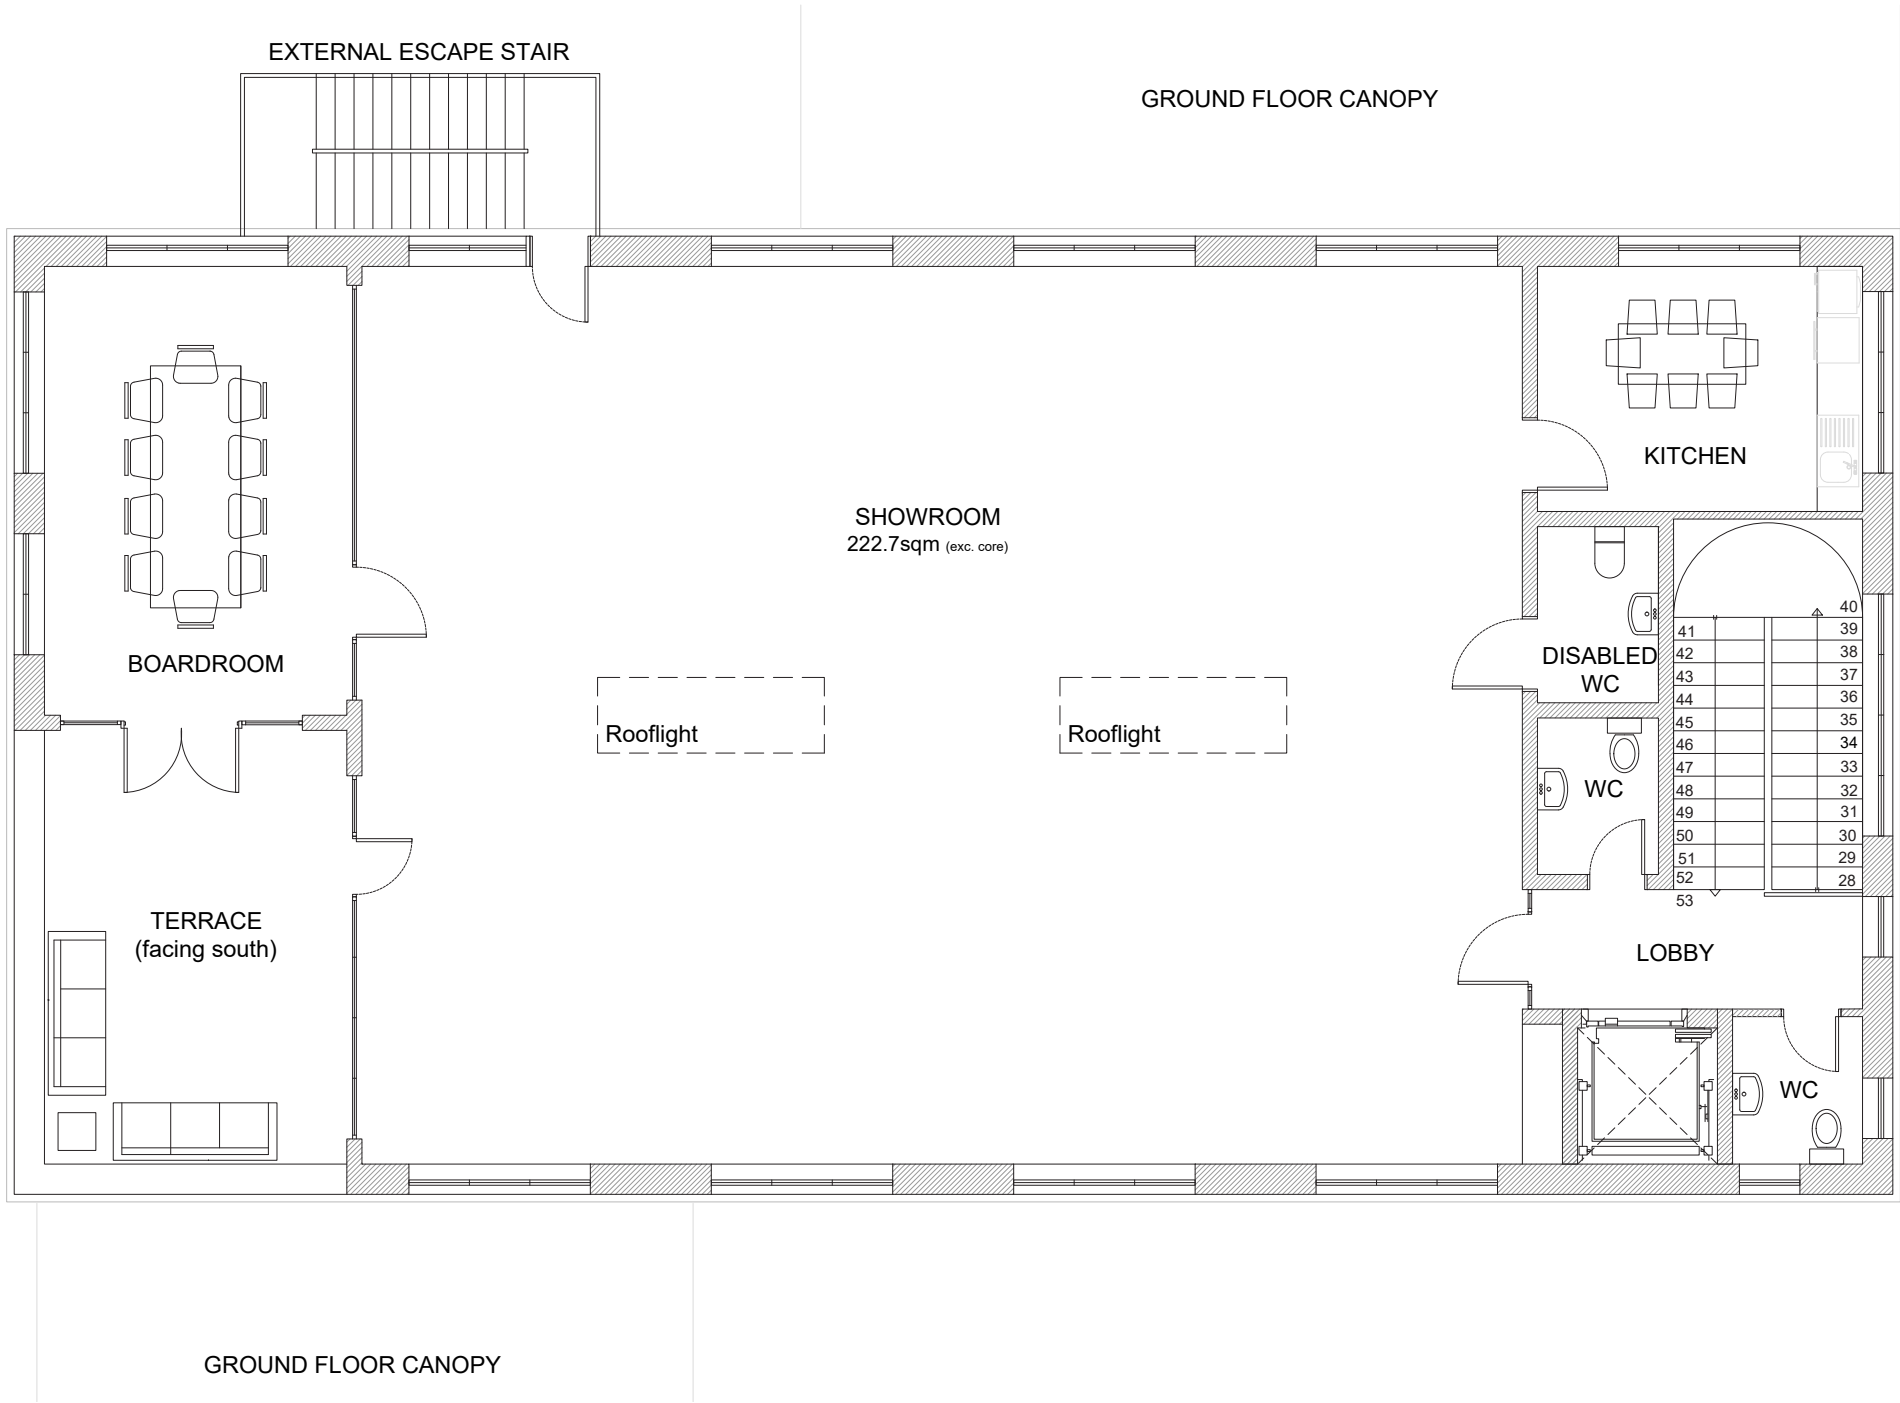 EXTERNAL ESCAPE STAIR
GROUND FLOOR CANOPY
KITCHEN
SHOWROOM
222.7sqm (exc. core)
BOARDROOM
DISABLED
WC
Rooflight
Rooflight
WC
40
41
39
42
38
43
37
44
36
45
35
46
34
47
33
48
32
49
31
50
30
51
29
52
28
53
TERRACE
(facing south)
LOBBY
WC
GROUND FLOOR CANOPY